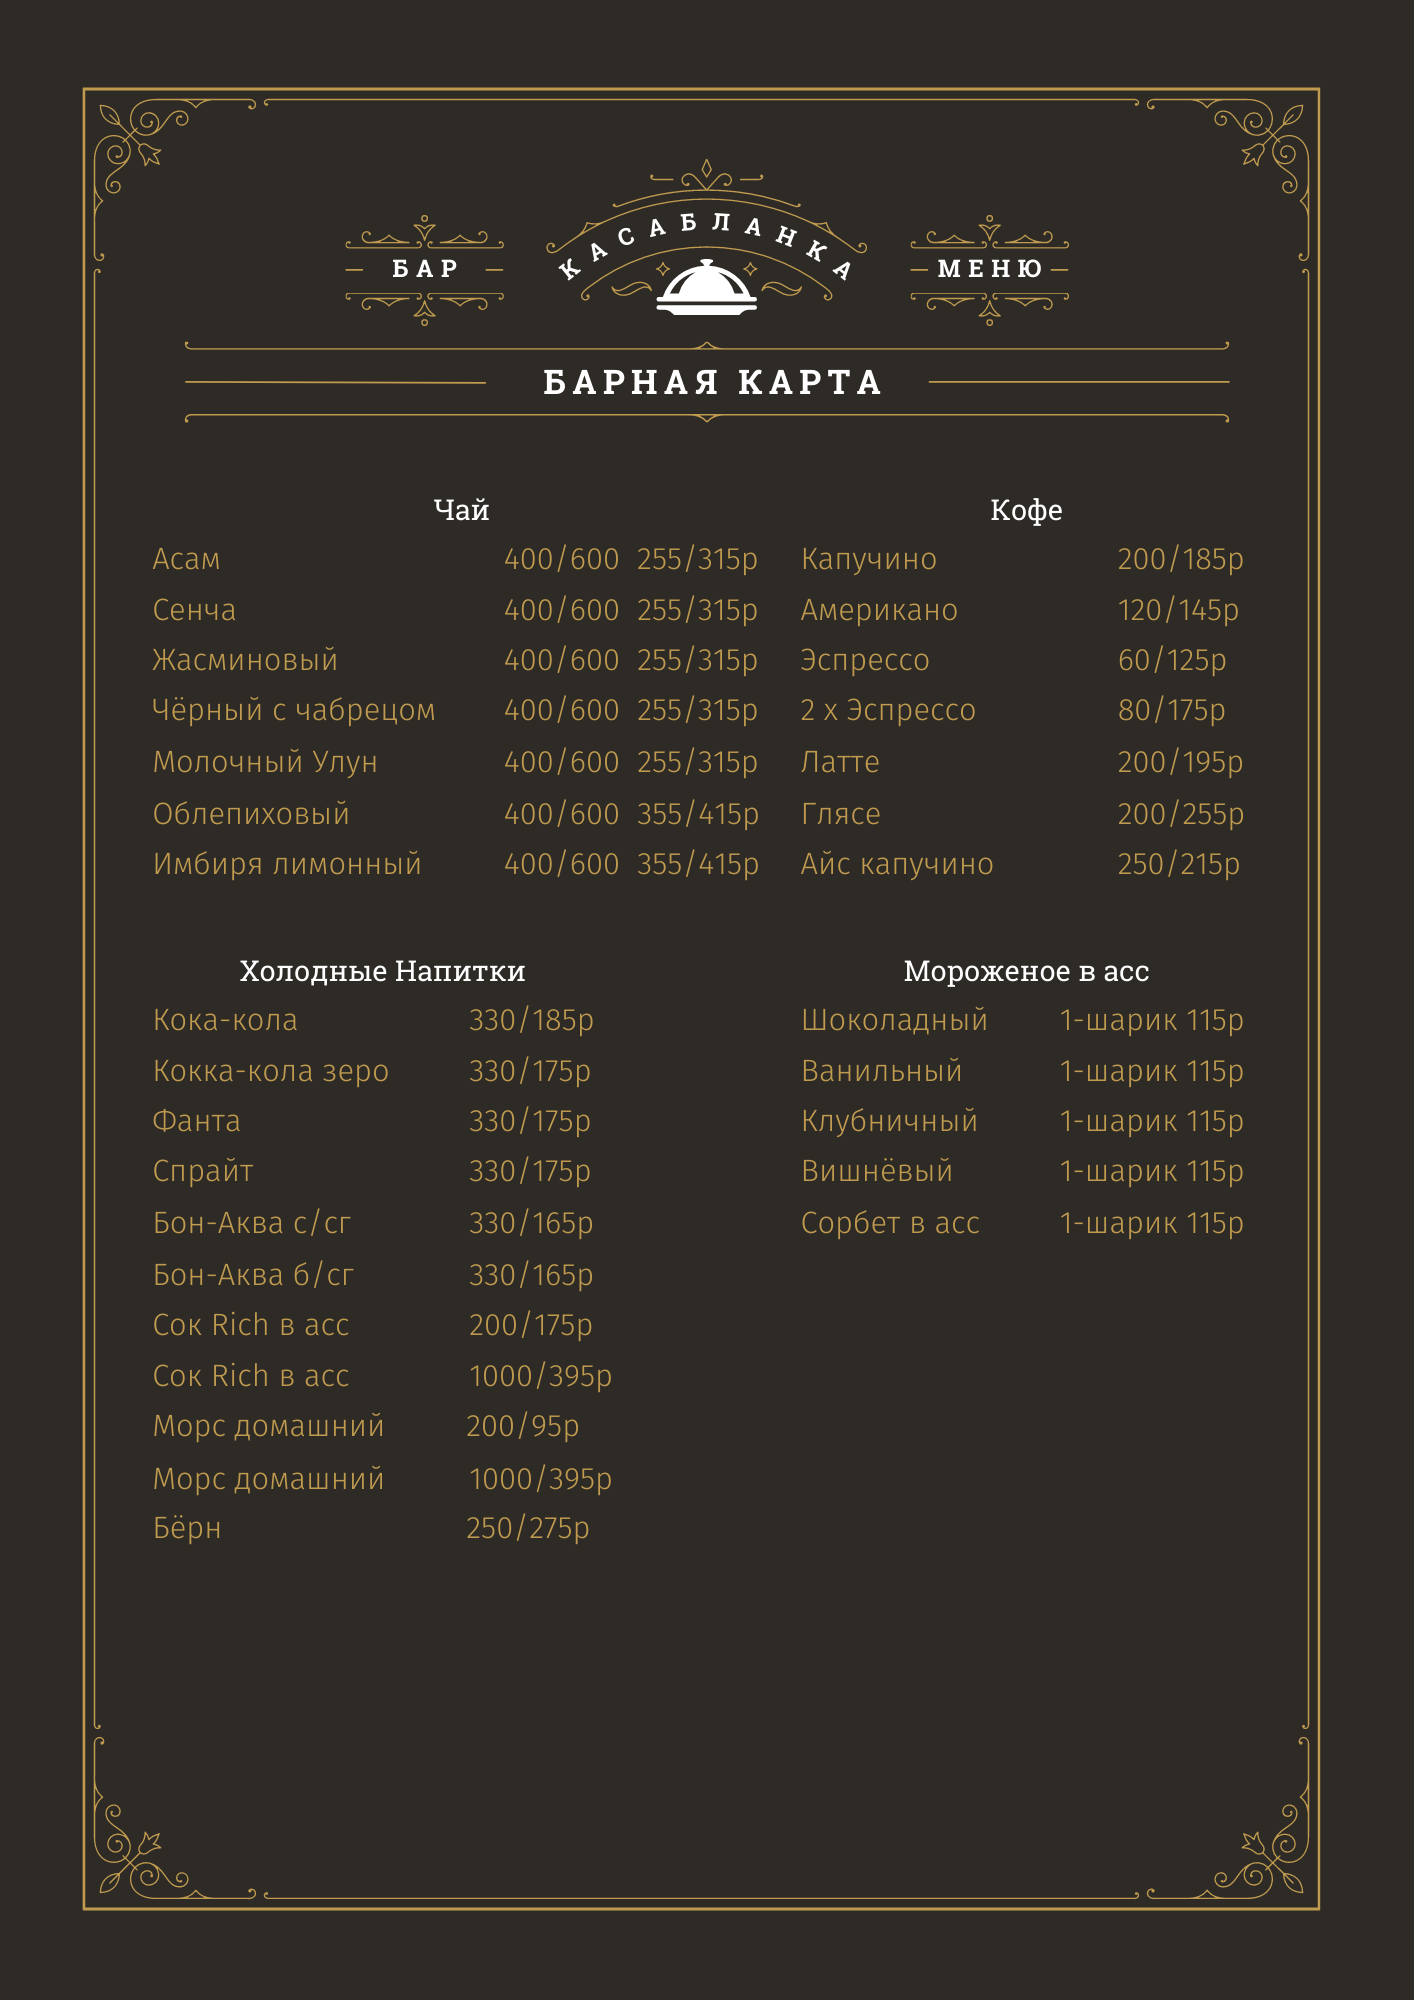 КАСАБЛАНКА
БАР
МЕНЮ
БАРНАЯ КАРТА
Чай
Асам 400/600 255/315р
Сенча 400/600 255/315р
Жасминовый 400/600 255/315р
Чёрный с чабрецом 400/600 255/315р
Молочный Улун 400/600 255/315р
Облепиховый 400/600 355/415р
Имбиря лимонный 400/600 355/415р
Кофе
Капучино 200/185р
Американо 120/145р
Эспрессо 60/125р
2 х Эспрессо 80/175р
Латте 200/195р
Глясе 200/255р
Айс капучино 250/215р
Холодные Напитки
Кока-кола 330/185р
Кокка-кола зеро 330/175р
Фанта 330/175р
Спрайт 330/175р
Бон-Аква с/сг 330/165р
Бон-Аква б/сг 330/165р
Сок Rich в асс 200/175р
Сок Rich в асс 1000/395р
Морс домашний 200/95р
Морс домашний 1000/395р
Бёрн 250/275р
Мороженое в асс
Шоколадный 1-шарик 115р
Ванильный 1-шарик 115р
Клубничный 1-шарик 115р
Вишнёвый 1-шарик 115р
Сорбет в асс 1-шарик 115р